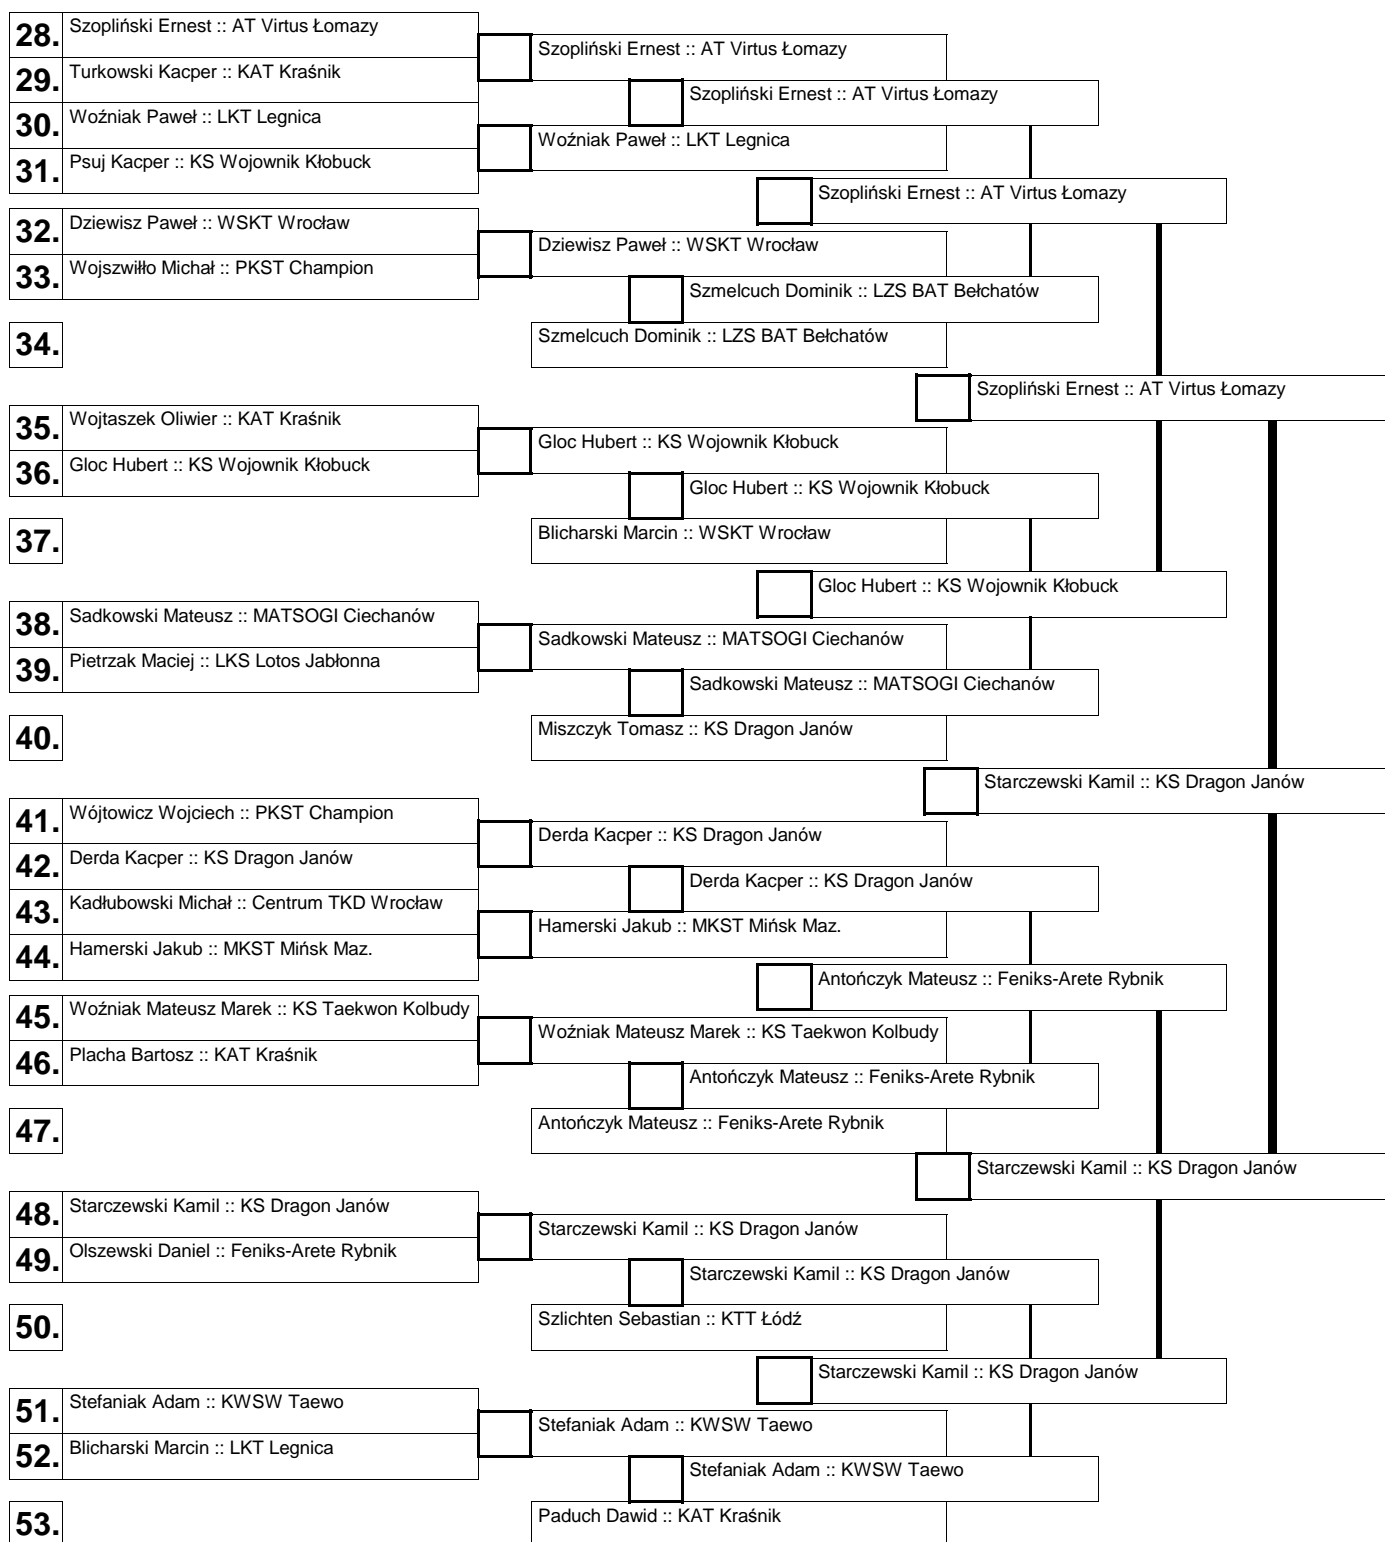 28. Szopliński Ernest :: AT Virtus Łomazy
Szopliński Ernest :: AT Virtus Łomazy
29. Turkowski Kacper :: KAT Kraśnik
Szopliński Ernest :: AT Virtus Łomazy
30. Woźniak Paweł :: LKT Legnica
Woźniak Paweł :: LKT Legnica
31. Psuj Kacper :: KS Wojownik Kłobuck
Szopliński Ernest :: AT Virtus Łomazy
32. Dziewisz Paweł :: WSKT Wrocław
Dziewisz Paweł :: WSKT Wrocław
33. Wojszwiłło Michał :: PKST Champion
Szmelcuch Dominik :: LZS BAT Bełchatów
34.
Szmelcuch Dominik :: LZS BAT Bełchatów
Szopliński Ernest :: AT Virtus Łomazy
35. Wojtaszek Oliwier :: KAT Kraśnik
Gloc Hubert :: KS Wojownik Kłobuck
36. Gloc Hubert :: KS Wojownik Kłobuck
Gloc Hubert :: KS Wojownik Kłobuck
37.
Blicharski Marcin :: WSKT Wrocław
Gloc Hubert :: KS Wojownik Kłobuck
38. Sadkowski Mateusz :: MATSOGI Ciechanów
Sadkowski Mateusz :: MATSOGI Ciechanów
39. Pietrzak Maciej :: LKS Lotos Jabłonna
Sadkowski Mateusz :: MATSOGI Ciechanów
40.
Miszczyk Tomasz :: KS Dragon Janów
Starczewski Kamil :: KS Dragon Janów
41. Wójtowicz Wojciech :: PKST Champion
Derda Kacper :: KS Dragon Janów
42. Derda Kacper :: KS Dragon Janów
Derda Kacper :: KS Dragon Janów
43. Kadłubowski Michał :: Centrum TKD Wrocław
Hamerski Jakub :: MKST Mińsk Maz.
44. Hamerski Jakub :: MKST Mińsk Maz.
Antończyk Mateusz :: Feniks-Arete Rybnik
45. Woźniak Mateusz Marek :: KS Taekwon Kolbudy
Woźniak Mateusz Marek :: KS Taekwon Kolbudy
46. Placha Bartosz :: KAT Kraśnik
Antończyk Mateusz :: Feniks-Arete Rybnik
47.
Antończyk Mateusz :: Feniks-Arete Rybnik
Starczewski Kamil :: KS Dragon Janów
48. Starczewski Kamil :: KS Dragon Janów
Starczewski Kamil :: KS Dragon Janów
49. Olszewski Daniel :: Feniks-Arete Rybnik
Starczewski Kamil :: KS Dragon Janów
50.
Szlichten Sebastian :: KTT Łódź
Starczewski Kamil :: KS Dragon Janów
51. Stefaniak Adam :: KWSW Taewo
Stefaniak Adam :: KWSW Taewo
52. Blicharski Marcin :: LKT Legnica
Stefaniak Adam :: KWSW Taewo
53.
Paduch Dawid :: KAT Kraśnik